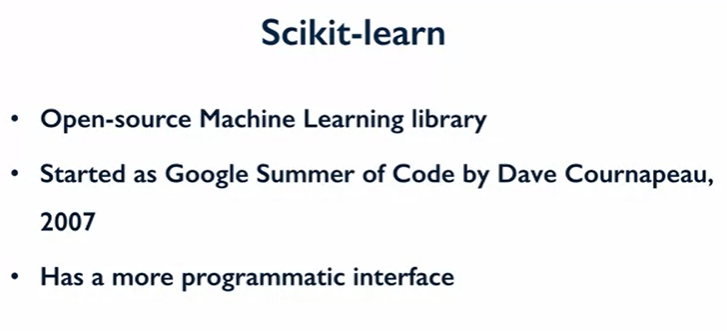 Scikit-learn
• Open-source Machine Learning library
• Started as Google Summer of Code by Dave Cournapeau,
2007
• Has a more programmatic interface